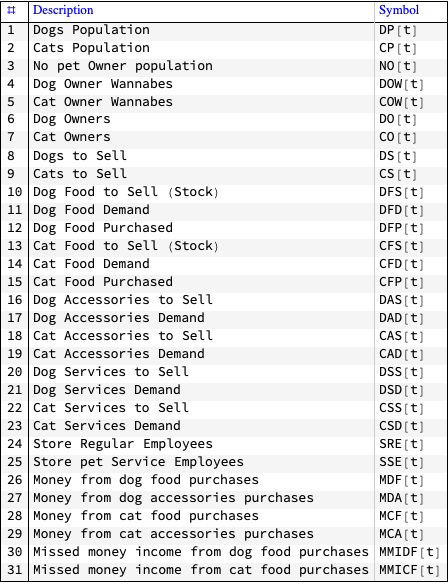 # Description Symbol
1 Dogs Population DP[t]
2 Cats Population CP[t]
3 No pet Owner population NO[t]
4 Dog Owner Wannabes DOW[t]
5 Cat Owner Wannabes COW[t]
6 Dog Owners DO[t]
7 Cat Owners CO[t]
8 Dogs to Sell DS[t]
9 Cats to Sell CS[t]
10 Dog Food to Sell (Stock) DFS[t]
11 Dog Food Demand DFD[t]
12 Dog Food Purchased DFP[t]
13 Cat Food to Sell (Stock) CFS[t]
14 Cat Food Demand CFD[t]
15 Cat Food Purchased CFP[t]
16 Dog Accessories to Sell DAS[t]
17 Dog Accessories Demand DAD[t]
18 Cat Accessories to Sell CAS[t]
19 Cat Accessories Demand CAD[t]
20 Dog Services to Sell DSS[t]
21 Dog Services Demand DSD[t]
22 Cat Services to Sell CSS[t]
23 Cat Services Demand CSD[t]
24 Store Regular Employees SRE[t]
25 Store pet Service Employees SSE[t]
26 Money from dog food purchases MDF[t]
27 Money from dog accessories purchases MDA[t]
28 Money from cat food purchases MCF[t]
29 Money from cat accessories purchases MCA[t]
30 Missed money income from dog food purchases MMIDF[t]
31 Missed money income from cat food purchases MMICF[t]